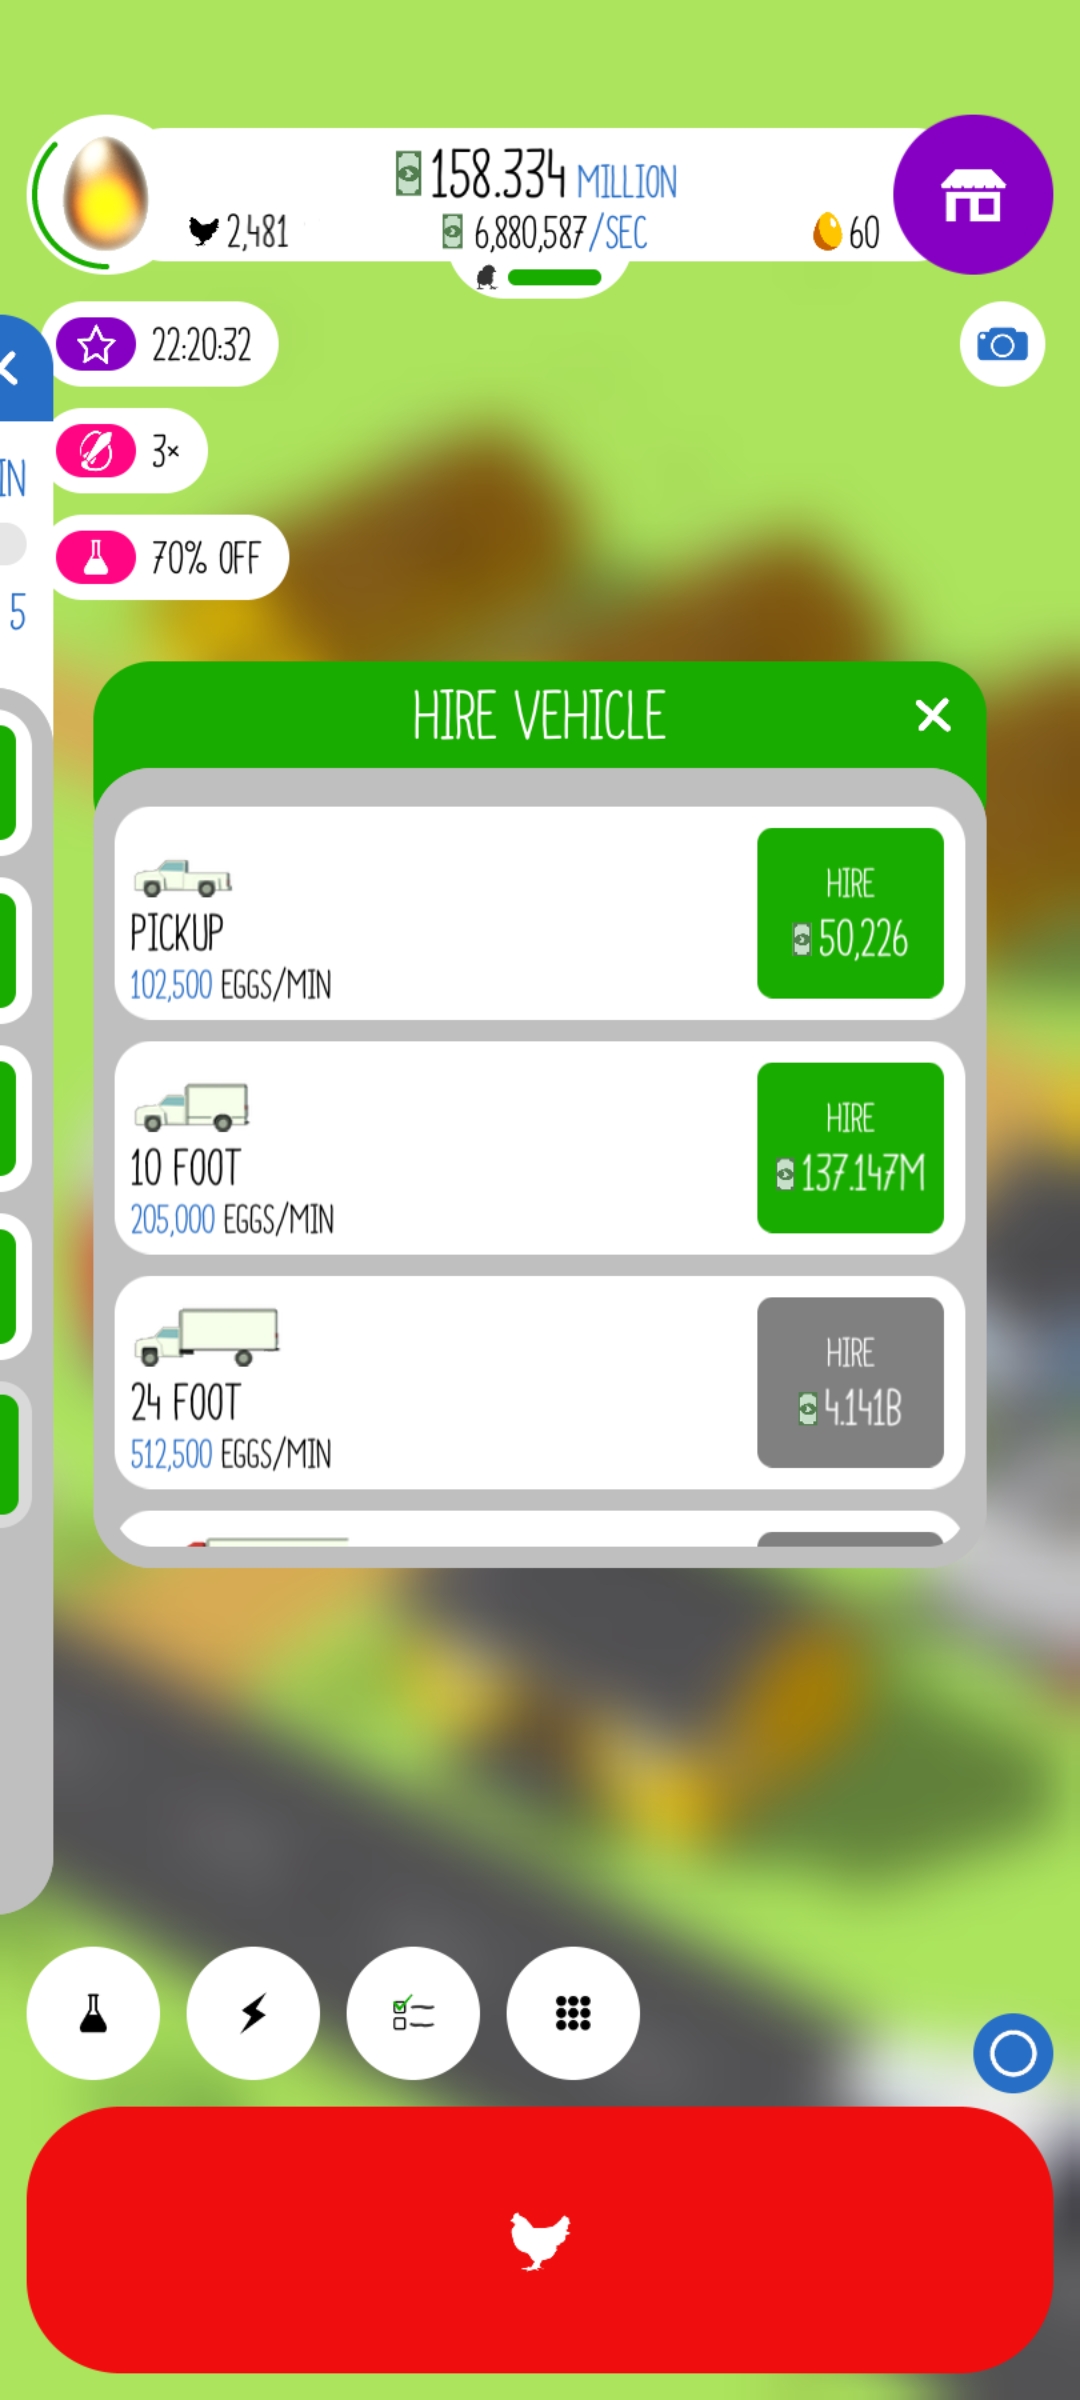 158.334 MILLION
2,481
6,880,587/SEC
60
22:20:32
3×
IN
70% OFF
5
HIRE VEHICLE
PICKUP
102,500 EGGS/MIN
HIRE
50,226
10 FOOT
205,000 EGGS/MIN
HIRE
137.147M
24 FOOT
512,500 EGGS/MIN
HIRE
4.141B